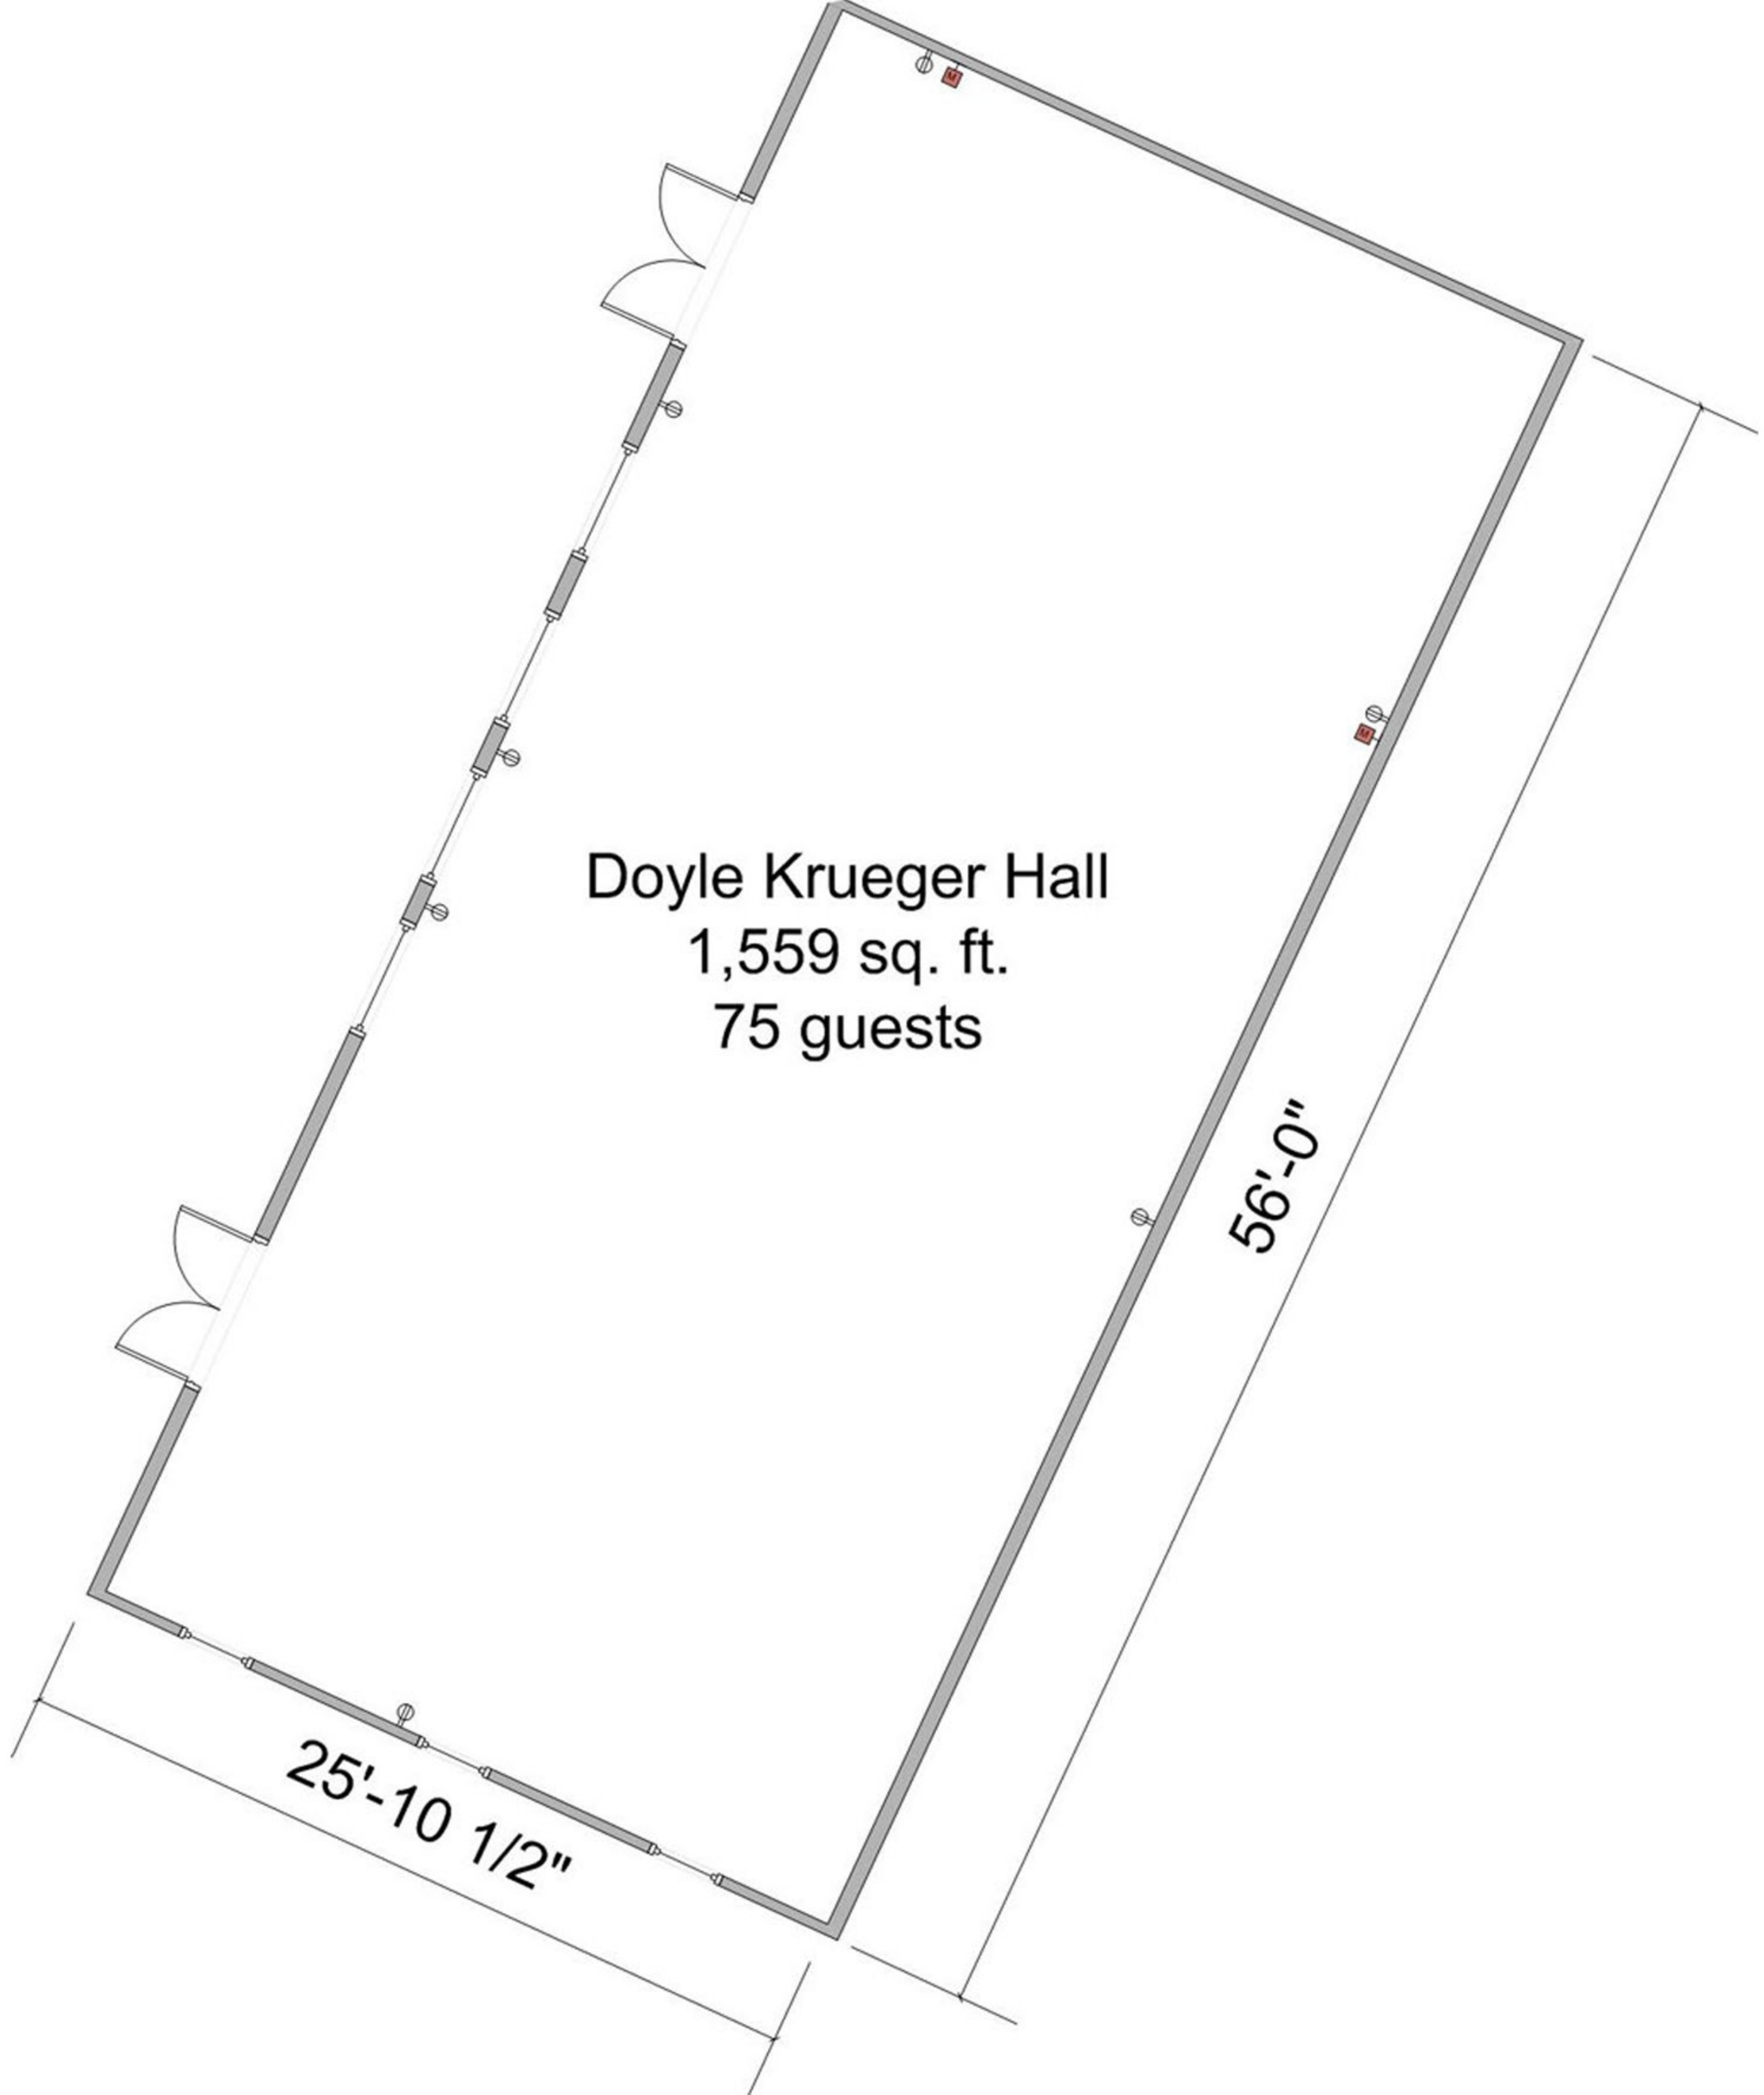 M
M
Doyle Krueger Hall
1,559 sq. ft.
75 guests
56'-0"
25'-10 1/2"